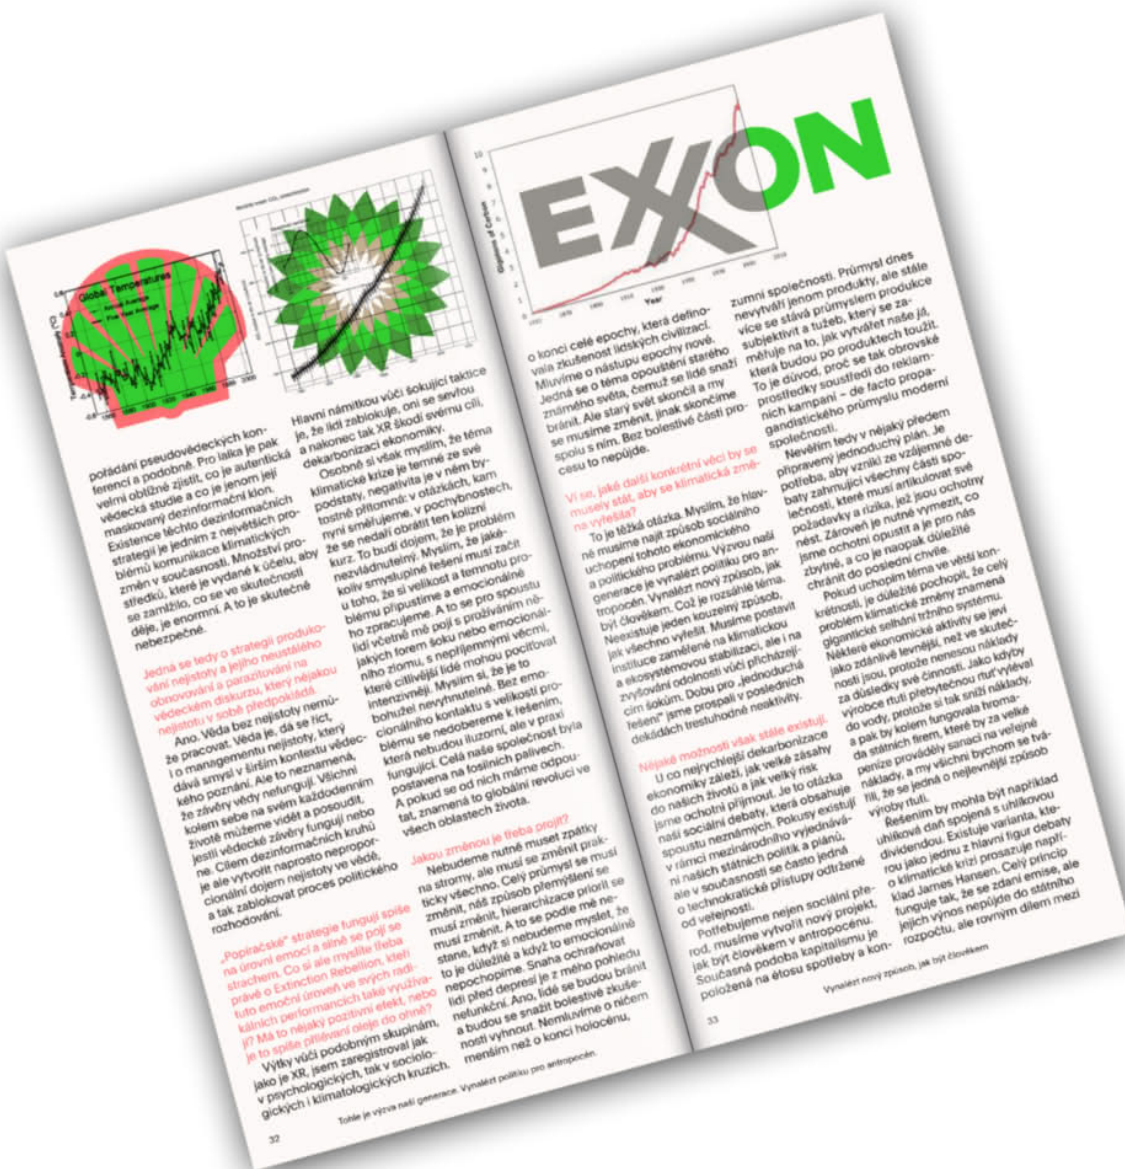 Global Temperatures
Annual Average
Five Year Average
pořádání pseudovědeckých kon-
ferencí a podobně. Pro laika je pak
velmi obtížné zjistit, co je autentická
vědecká studie a co je jenom její
maskovaný dezinformační klon.
Existence těchto dezinformačních
strategií je jedním z největších pro-
blémů komunikace klimatických
změn v současnosti. Množství pro-
středků, které je vydané k účelu, aby
se zamlžilo, co se ve skutečnosti
děje, je enormní. A to je skutečně
nebezpečné.
Jedná se tedy o strategii produko-
vání nejistoty a jejího neustálého
obnovování a parazitování na
vědeckém diskurzu, který nějakou
nejistotu v sobě předpokládá.
Ano. Věda bez nejistoty nemů-
že pracovat. Věda je, dá se říct,
i o managementu nejistoty, který
dává smysl v širším kontextu vědec-
kého poznání. Ale to neznamená,
že závěry vědy nefungují. Všichni
kolem sebe na svém každodenním
životě můžeme vidět a posoudit,
jestli vědecké závěry fungují nebo
ne. Cílem dezinformačních kruhů
je ale vytvořit naprosto nepropor-
cionální dojem nejistoty ve vědě,
a tak zablokovat proces politického
rozhodování.
„Popíračské“ strategie fungují spíše
na úrovni emocí a silně se pojí se
strachem. Co si ale myslíte třeba
právě o Extinction Rebellion, kteří
tuto emoční úroveň ve svých radi-
kálních performancích také využíva-
jí? Má to nějaký pozitivní efekt, nebo
je to spíše přilévání oleje do ohně?
Výtky vůči podobným skupinám,
jako je XR, jsem zaregistroval jak
v psychologických, tak v sociolo-
gických i klimatologických kruzích.
Hlavní námitkou vůči šokující taktice
je, že lidi zablokuje, oni se sevřou
a nakonec tak XR škodí svému cíli,
dekarbonizaci ekonomiky.
Osobně si však myslím, že téma
klimatické krize je temné ze své
podstaty, negativita je v něm by-
tostně přítomná: v otázkách, kam
nyní směřujeme, v pochybnostech,
že se nedaří obrátit ten kolizní
kurz. To budí dojem, že je problém
nezvládnutelný. Myslím, že jaké-
koliv smysluplné řešení musí začít
u toho, že si velikost a temnotu pro-
blému připustíme a emocionálně
ho zpracujeme. A to se pro spoustu
lidí včetně mě pojí s prožíváním ně-
jakých forem šoku nebo emocionál-
ního zlomu, s nepříjemnými věcmi,
které citlivější lidé mohou pociťovat
intenzivněji. Myslím si, že je to
bohužel nevyhnutelné. Bez emo-
cionálního kontaktu s velikostí pro-
blému se nedobereme k řešením,
která nebudou iluzorní, ale v praxi
fungující. Celá naše společnost byla
postavena na fosilních palivech.
A pokud se od nich máme odpou-
tat, znamená to globální revoluci ve
všech oblastech života.
Jakou změnou je třeba projít?
Nebudeme nutně muset zpátky
na stromy, ale musí se změnit prak-
ticky všechno. Celý průmysl se musí
změnit, náš způsob přemýšlení se
musí změnit, hierarchizace priorit se
musí změnit. A to se podle mě ne-
stane, když si nebudeme myslet, že
to je důležité a když to emocionálně
nepochopíme. Snaha ochraňovat
lidi před depresí je z mého pohledu
nefunkční. Ano, lidé se budou bránit
a budou se snažit bolestivé zkuše-
nosti vyhnout. Nemluvíme o ničem
menším než o konci holocénu,
Tohle je výzva naší generace. Vynalézt politiku pro antropocén.
32
EXXON
Gigatons of Carbon
Year
o konci celé epochy, která defino-
vala zkušenost lidských civilizací.
Mluvíme o nástupu epochy nové.
Jedná se o téma opouštění starého
známého světa, čemuž se lidé snaží
bránit. Ale starý svět skončil a my
se musíme změnit, jinak skončíme
spolu s ním. Bez bolestivé části pro-
cesu to nepůjde.
Ví se, jaké další konkrétní věci by se
musely stát, aby se klimatická změ-
na vyřešila?
To je těžká otázka. Myslím, že hlav-
ně musíme najít způsob sociálního
uchopení tohoto ekonomického
a politického problému. Výzvou naší
generace je vynalézt politiku pro an-
tropocén. Vynalézt nový způsob, jak
být člověkem. Což je rozsáhlé téma.
Neexistuje jeden kouzelný způsob,
jak všechno vyřešit. Musíme postavit
instituce zaměřené na klimatickou
a ekosystémovou stabilizaci, ale i na
zvyšování odolnosti vůči přicházejí-
cím šokům. Dobu pro „jednoduchá
řešení“ jsme prospali v posledních
dekádách trestuhodné neaktivity.
Nějaké možnosti však stále existují.
U co nejrychlejší dekarbonizace
ekonomiky záleží, jak velké zásahy
do našich životů a jak velký risk
jsme ochotni přijmout. Je to otázka
naší sociální debaty, která obsahuje
spoustu neznámých. Pokusy existují
v rámci mezinárodního vyjednává-
ní našich státních politik a plánů,
ale v současnosti se často jedná
o technokratické přístupy odtržené
od veřejnosti.
Potřebujeme nejen sociální pře-
rod, musíme vytvořit nový projekt,
jak být člověkem v antropocénu.
Současná podoba kapitalismu je
položená na étosu spotřeby a kon-
zumní společnosti. Průmysl dnes
nevytváří jenom produkty, ale stále
více se stává průmyslem produkce
subjektivit a tužeb, který se za-
měřuje na to, jak vytvářet naše já,
která budou po produktech toužit.
To je důvod, proč se tak obrovské
prostředky soustředí do reklam-
ních kampaní – de facto propa-
gandistického průmyslu moderní
společnosti.
Nevěřím tedy v nějaký předem
připravený jednoduchý plán. Je
potřeba, aby vznikl ze vzájemné de-
baty zahrnující všechny části spo-
lečnosti, které musí artikulovat své
požadavky a rizika, jež jsou ochotny
nést. Zároveň je nutné vymezit, co
jsme ochotni opustit a je pro nás
zbytné, a co je naopak důležité
chránit do poslední chvíle.
Pokud uchopím téma ve větší kon-
krétnosti, je důležité pochopit, že celý
problém klimatické změny znamená
gigantické selhání tržního systému.
Některé ekonomické aktivity se jeví
jako zdánlivě levnější, než ve skuteč-
nosti jsou, protože nenesou náklady
za důsledky své činnosti. Jako kdyby
výrobce rtuti přebytečnou rtuť vyléval
do vody, protože si tak sníží náklady,
a pak by kolem fungovala hroma-
da státních firem, které by za velké
peníze prováděly sanaci na veřejné
náklady, a my všichni bychom se tvá-
řili, že se jedná o nejlevnější způsob
výroby rtuti.
Řešením by mohla být například
uhlíková daň spojená s uhlíkovou
dividendou. Existuje varianta, kte-
rou jako jednu z hlavní figur debaty
o klimatické krizi prosazuje napří-
klad James Hansen. Celý princip
funguje tak, že se zdaní emise, ale
jejich výnos nepůjde do státního
rozpočtu, ale rovným dílem mezi
Vynalézt nový způsob, jak být člověkem
33